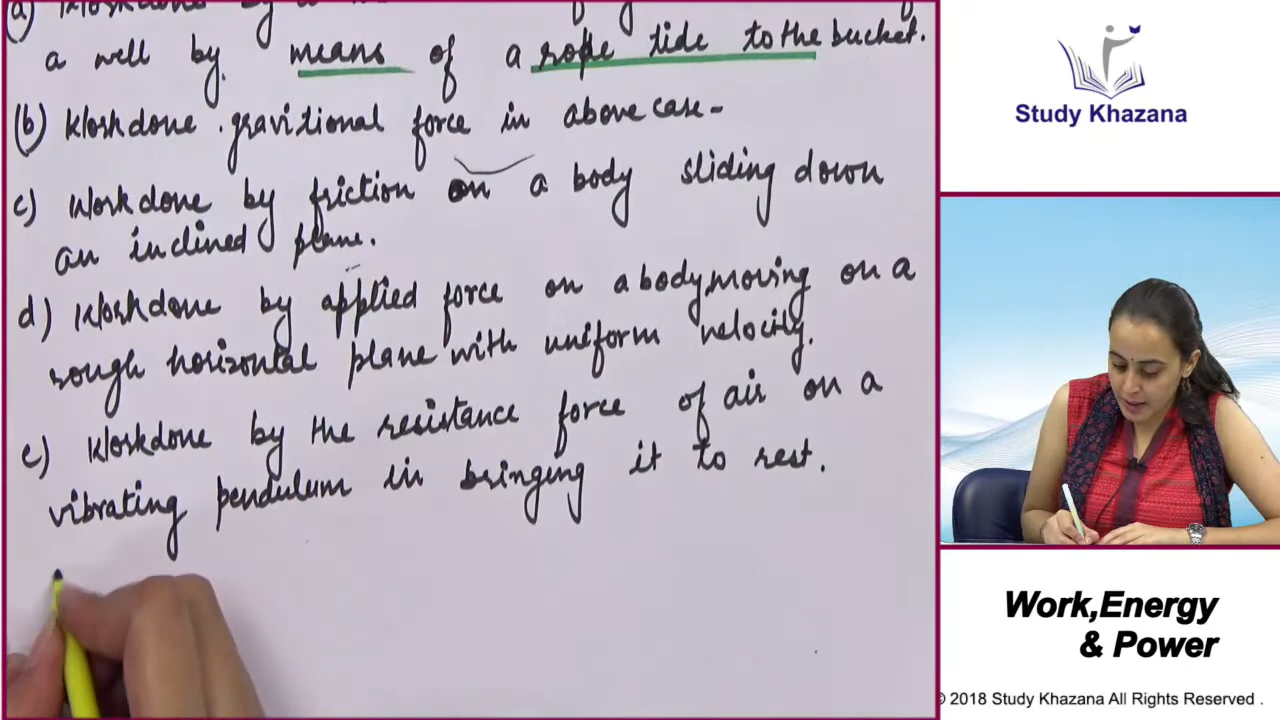 a well by means of a rope tide to the bucket.
(b) Workdone gravitional force in above case -
c) Workdone by friction on a body sliding down
an inclined plane.
d) Workdone by applied force on a body moving on a
rough horizontal plane with uniform velocity.
e) Workdone by the resistance force of air on a
vibrating pendulum in bringing it to rest.
Study Khazana
Work,Energy
& Power
© 2018 Study Khazana All Rights Reserved .